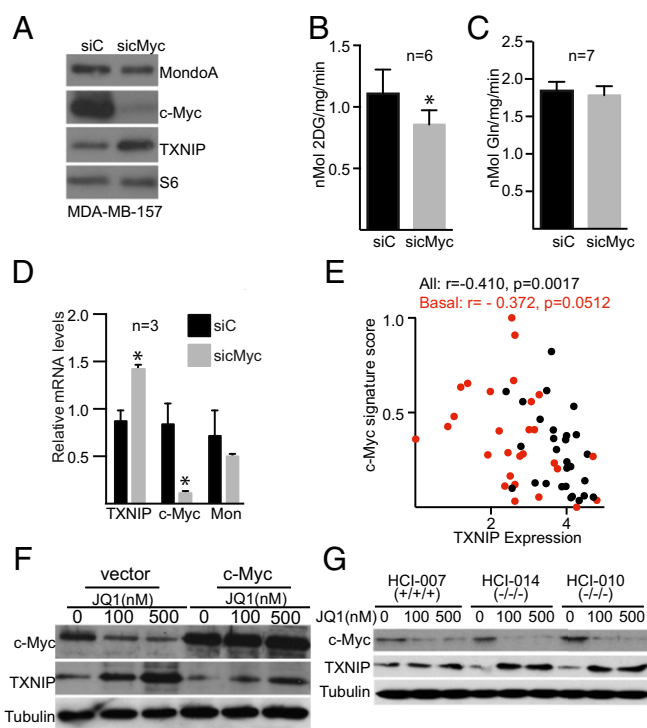 A
siC sicMyc
MondoA
c-Myc
TXNIP
S6
MDA-MB-157
B
n=6
nMol 2DG/mg/min
1.5
1.0
0.5
*
siC sicMyc
C
n=7
nMol Gln/mg/min
2.5
2.0
1.5
1.0
0.5
siC sicMyc
D
Relative mRNA levels
2.0
1.5
1.0
0.5
n=3
siC
sicMyc
*
*
TXNIP c-Myc Mon
E
All: r=-0.410, p=0.0017
Basal: r= - 0.372, p=0.0512
c-Myc signature score
1.0
0.5
2 4
TXNIP Expression
F
vector c-Myc
JQ1(nM) JQ1(nM)
0 100 500 0 100 500
c-Myc
TXNIP
Tubulin
G
HCI-007 HCI-014 HCI-010
(+/+/+) (-/-/-) (-/-/-)
JQ1(nM) 0 100 500 0 100 500 0 100 500
c-Myc
TXNIP
Tubulin